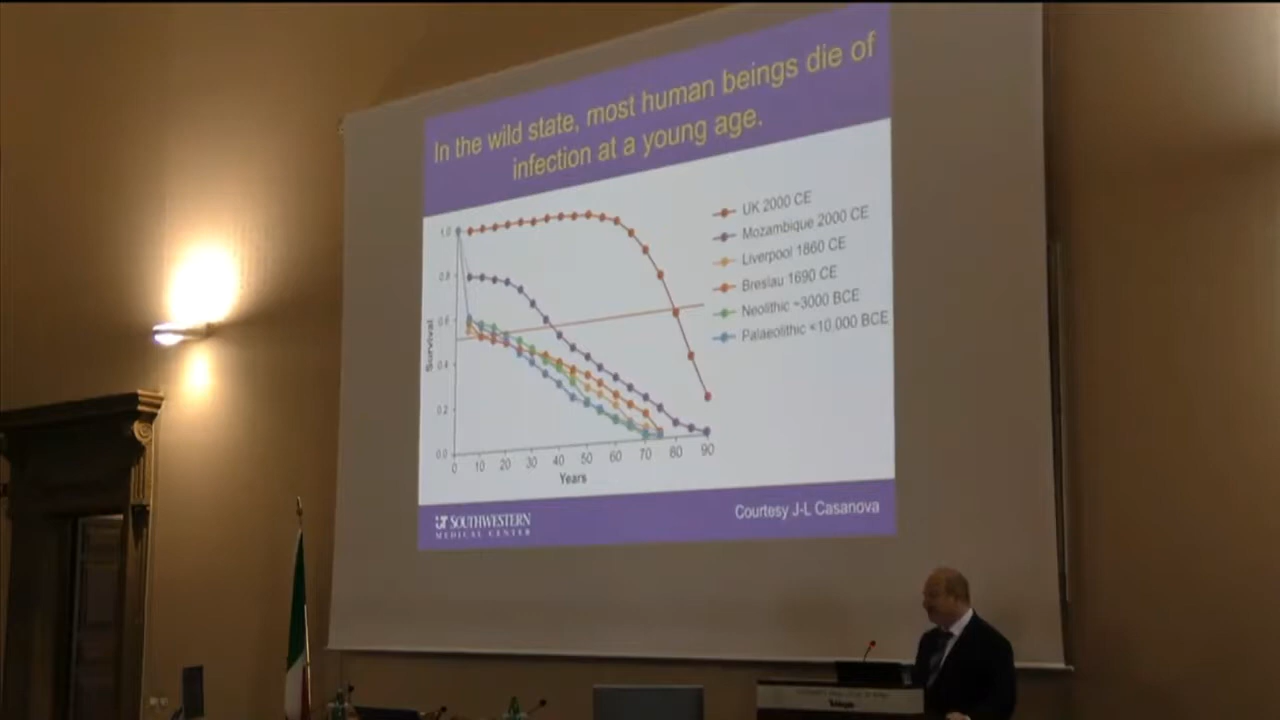 In the wild state, most human beings die of
infection at a young age.
UK 2000 CE
Mozambique 2000 CE
Liverpool 1860 CE
Breslau 1690 CE
Neolithic ~3000 BCE
Palaeolithic <10 000 BCE
Survival
1.0
0.8
0.6
0.4
0.2
0.0
0 10 20 30 40 50 60 70 80 90
Years
UT SOUTHWESTERN
MEDICAL CENTER
Courtesy J-L Casanova